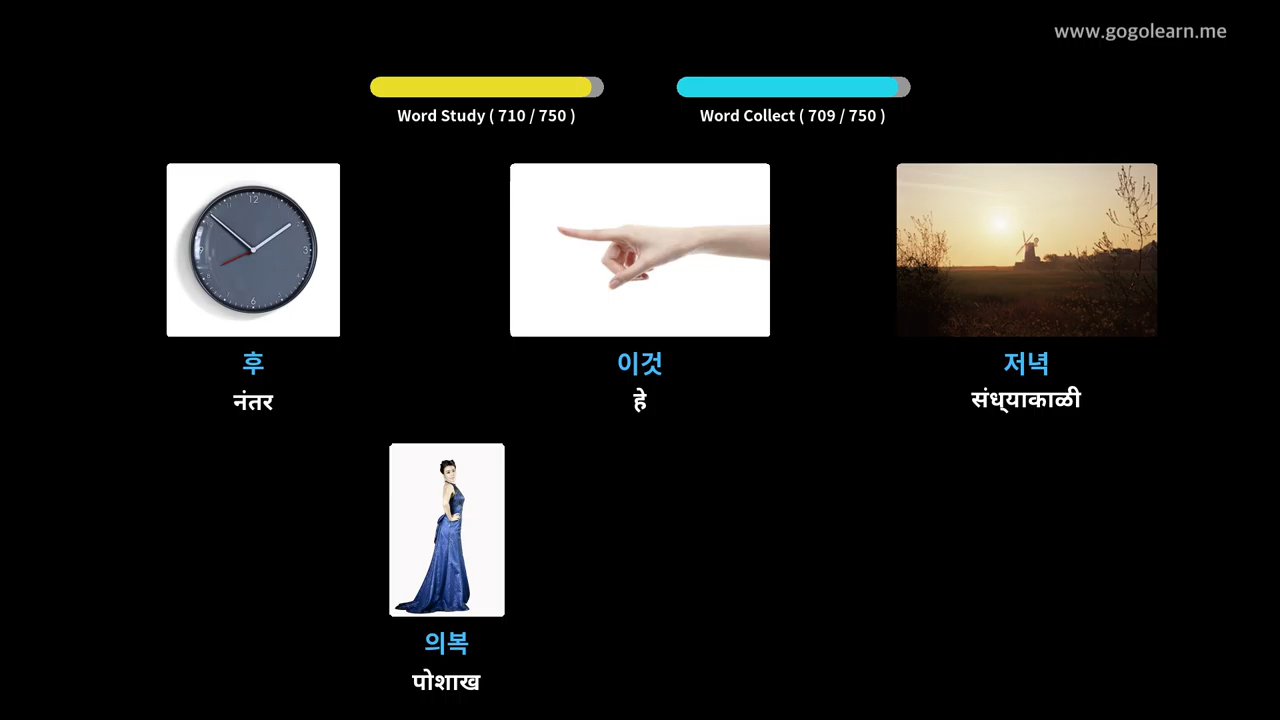 www.gogolearn.me
Word Study ( 710 / 750 )
Word Collect ( 709 / 750 )
후
नंतर
이것
हे
저녁
संध्याकाळी
의복
पोशाख